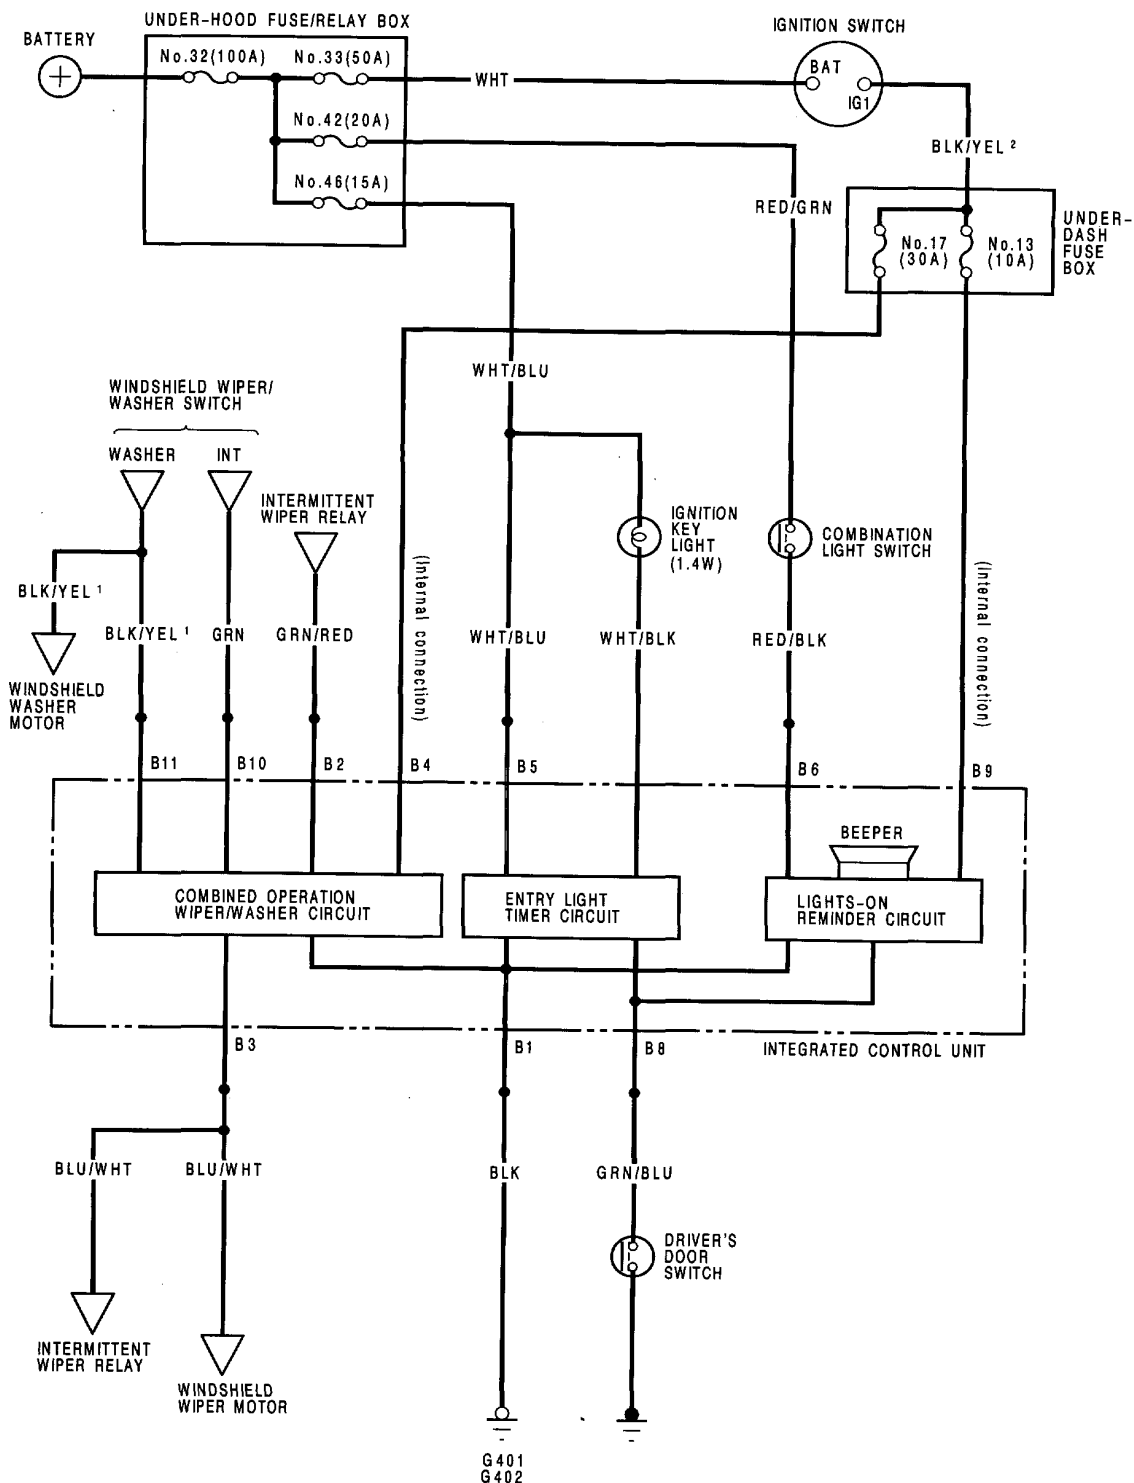 UNDER-HOOD FUSE/RELAY BOX
IGNITION SWITCH
BATTERY
No.32(100A)
No.33(50A)
WHT
BAT
IG1
No.42(20A)
BLK/YEL 2
No.46(15A)
RED/GRN
UNDER-
DASH
FUSE
BOX
No.17
(30A)
No.13
(10A)
WHT/BLU
WINDSHIELD WIPER/
WASHER SWITCH
WASHER
INT
INTERMITTENT
WIPER RELAY
IGNITION
KEY
LIGHT
(1.4W)
COMBINATION
LIGHT SWITCH
(Internal connection)
(Internal connection)
BLK/YEL 1
BLK/YEL 1
GRN
GRN/RED
WHT/BLU
WHT/BLK
RED/BLK
WINDSHIELD
WASHER
MOTOR
B11
B10
B2
B4
B5
B6
B9
BEEPER
COMBINED OPERATION
WIPER/WASHER CIRCUIT
ENTRY LIGHT
TIMER CIRCUIT
LIGHTS-ON
REMINDER CIRCUIT
B3
B1
B8
INTEGRATED CONTROL UNIT
BLU/WHT
BLU/WHT
BLK
GRN/BLU
DRIVER'S
DOOR
SWITCH
INTERMITTENT
WIPER RELAY
WINDSHIELD
WIPER MOTOR
G401
G402